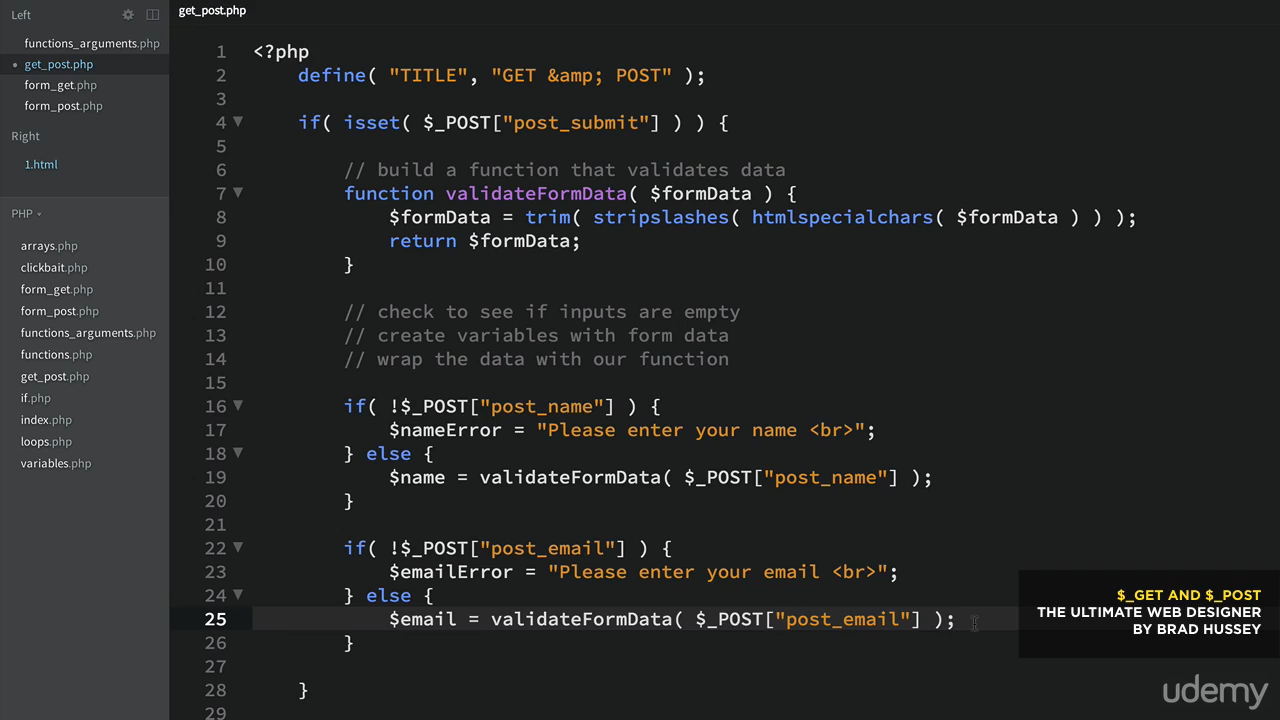 Left
functions_arguments.php
get_post.php
form_get.php
form_post.php
Right
1.html
PHP
arrays.php
clickbait.php
form_get.php
form_post.php
functions_arguments.php
functions.php
get_post.php
if.php
index.php
loops.php
variables.php
get_post.php
1 <?php
2 define( "TITLE", "GET &amp; POST" );
3
4 if( isset( $_POST["post_submit"] ) ) {
5
6 // build a function that validates data
7 function validateFormData( $formData ) {
8 $formData = trim( stripslashes( htmlspecialchars( $formData ) ) );
9 return $formData;
10 }
11
12 // check to see if inputs are empty
13 // create variables with form data
14 // wrap the data with our function
15
16 if( !$_POST["post_name"] ) {
17 $nameError = "Please enter your name <br>";
18 } else {
19 $name = validateFormData( $_POST["post_name"] );
20 }
21
22 if( !$_POST["post_email"] ) {
23 $emailError = "Please enter your email <br>";
24 } else {
25 $email = validateFormData( $_POST["post_email"] );
26 }
27
28 }
29
$_GET AND $_POST
THE ULTIMATE WEB DESIGNER
BY BRAD HUSSEY
udemy